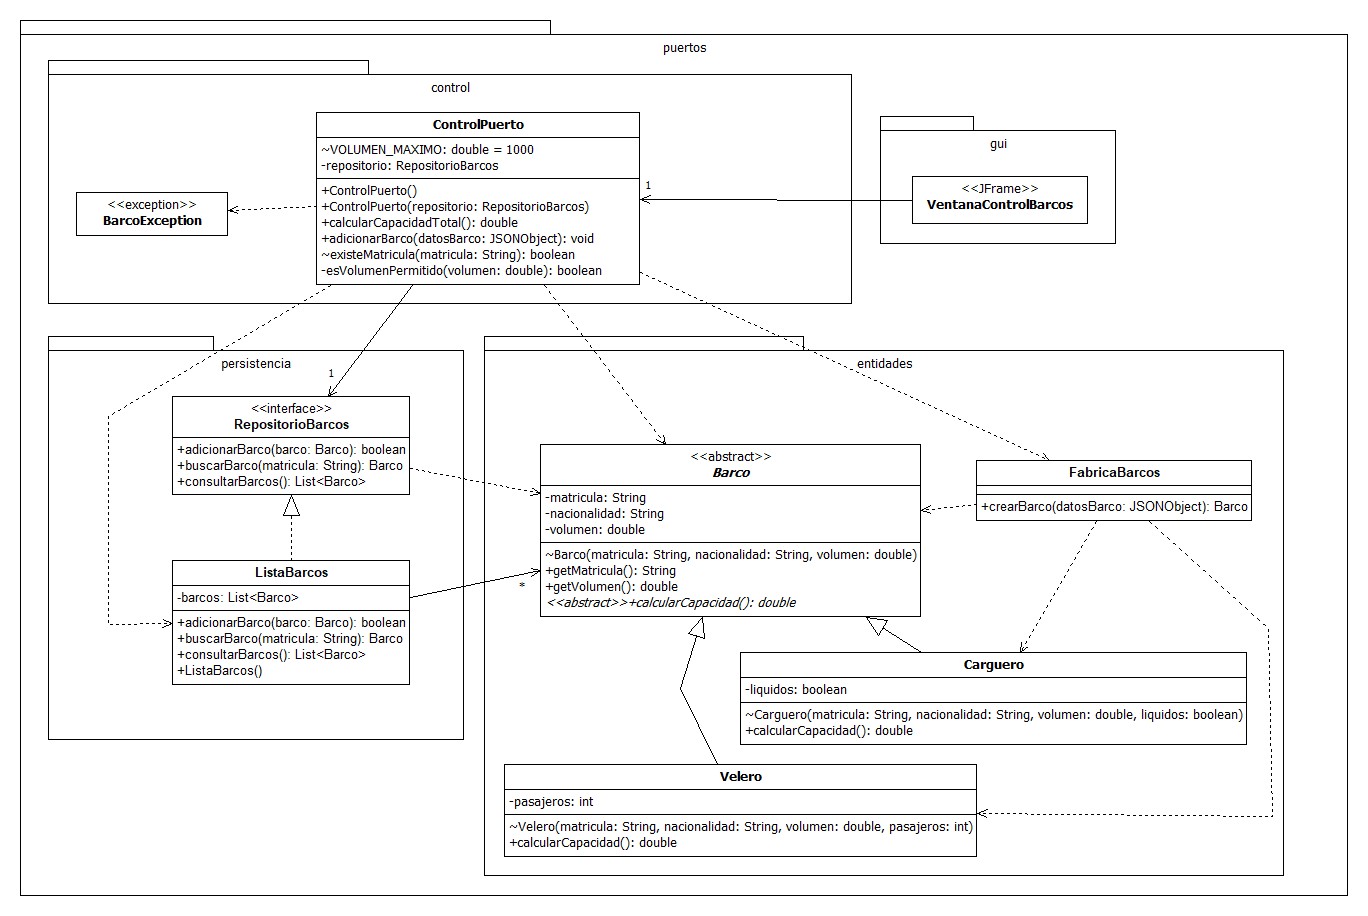 puertos
control
ControlPuerto
~VOLUMEN_MAXIMO: double = 1000
-repositorio: RepositorioBarcos
+ControlPuerto()
+ControlPuerto(repositorio: RepositorioBarcos)
+calcularCapacidadTotal(): double
+adicionarBarco(datosBarco: JSONObject): void
~existeMatricula(matricula: String): boolean
-esVolumenPermitido(volumen: double): boolean
<<exception>>
BarcoException
gui
<<JFrame>>
VentanaControlBarcos
1
persistencia
1
<<interface>>
RepositorioBarcos
+adicionarBarco(barco: Barco): boolean
+buscarBarco(matricula: String): Barco
+consultarBarcos(): List<Barco>
ListaBarcos
-barcos: List<Barco>
+adicionarBarco(barco: Barco): boolean
+buscarBarco(matricula: String): Barco
+consultarBarcos(): List<Barco>
+ListaBarcos()
*
entidades
<<abstract>>
Barco
-matricula: String
-nacionalidad: String
-volumen: double
~Barco(matricula: String, nacionalidad: String, volumen: double)
+getMatricula(): String
+getVolumen(): double
<<abstract>>+calcularCapacidad(): double
FabricaBarcos
+crearBarco(datosBarco: JSONObject): Barco
Carguero
-liquidos: boolean
~Carguero(matricula: String, nacionalidad: String, volumen: double, liquidos: boolean)
+calcularCapacidad(): double
Velero
-pasajeros: int
~Velero(matricula: String, nacionalidad: String, volumen: double, pasajeros: int)
+calcularCapacidad(): double